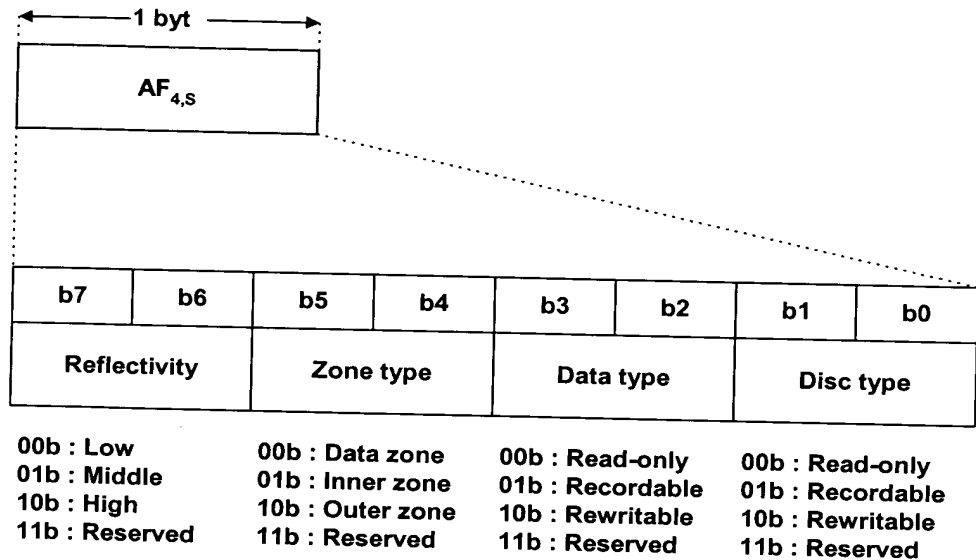 1 byt
AF4,S
b7 b6 b5 b4 b3 b2 b1 b0
Reflectivity Zone type Data type Disc type
00b : Low 00b : Data zone 00b : Read-only 00b : Read-only
01b : Middle 01b : Inner zone 01b : Recordable 01b : Recordable
10b : High 10b : Outer zone 10b : Rewritable 10b : Rewritable
11b : Reserved 11b : Reserved 11b : Reserved 11b : Reserved